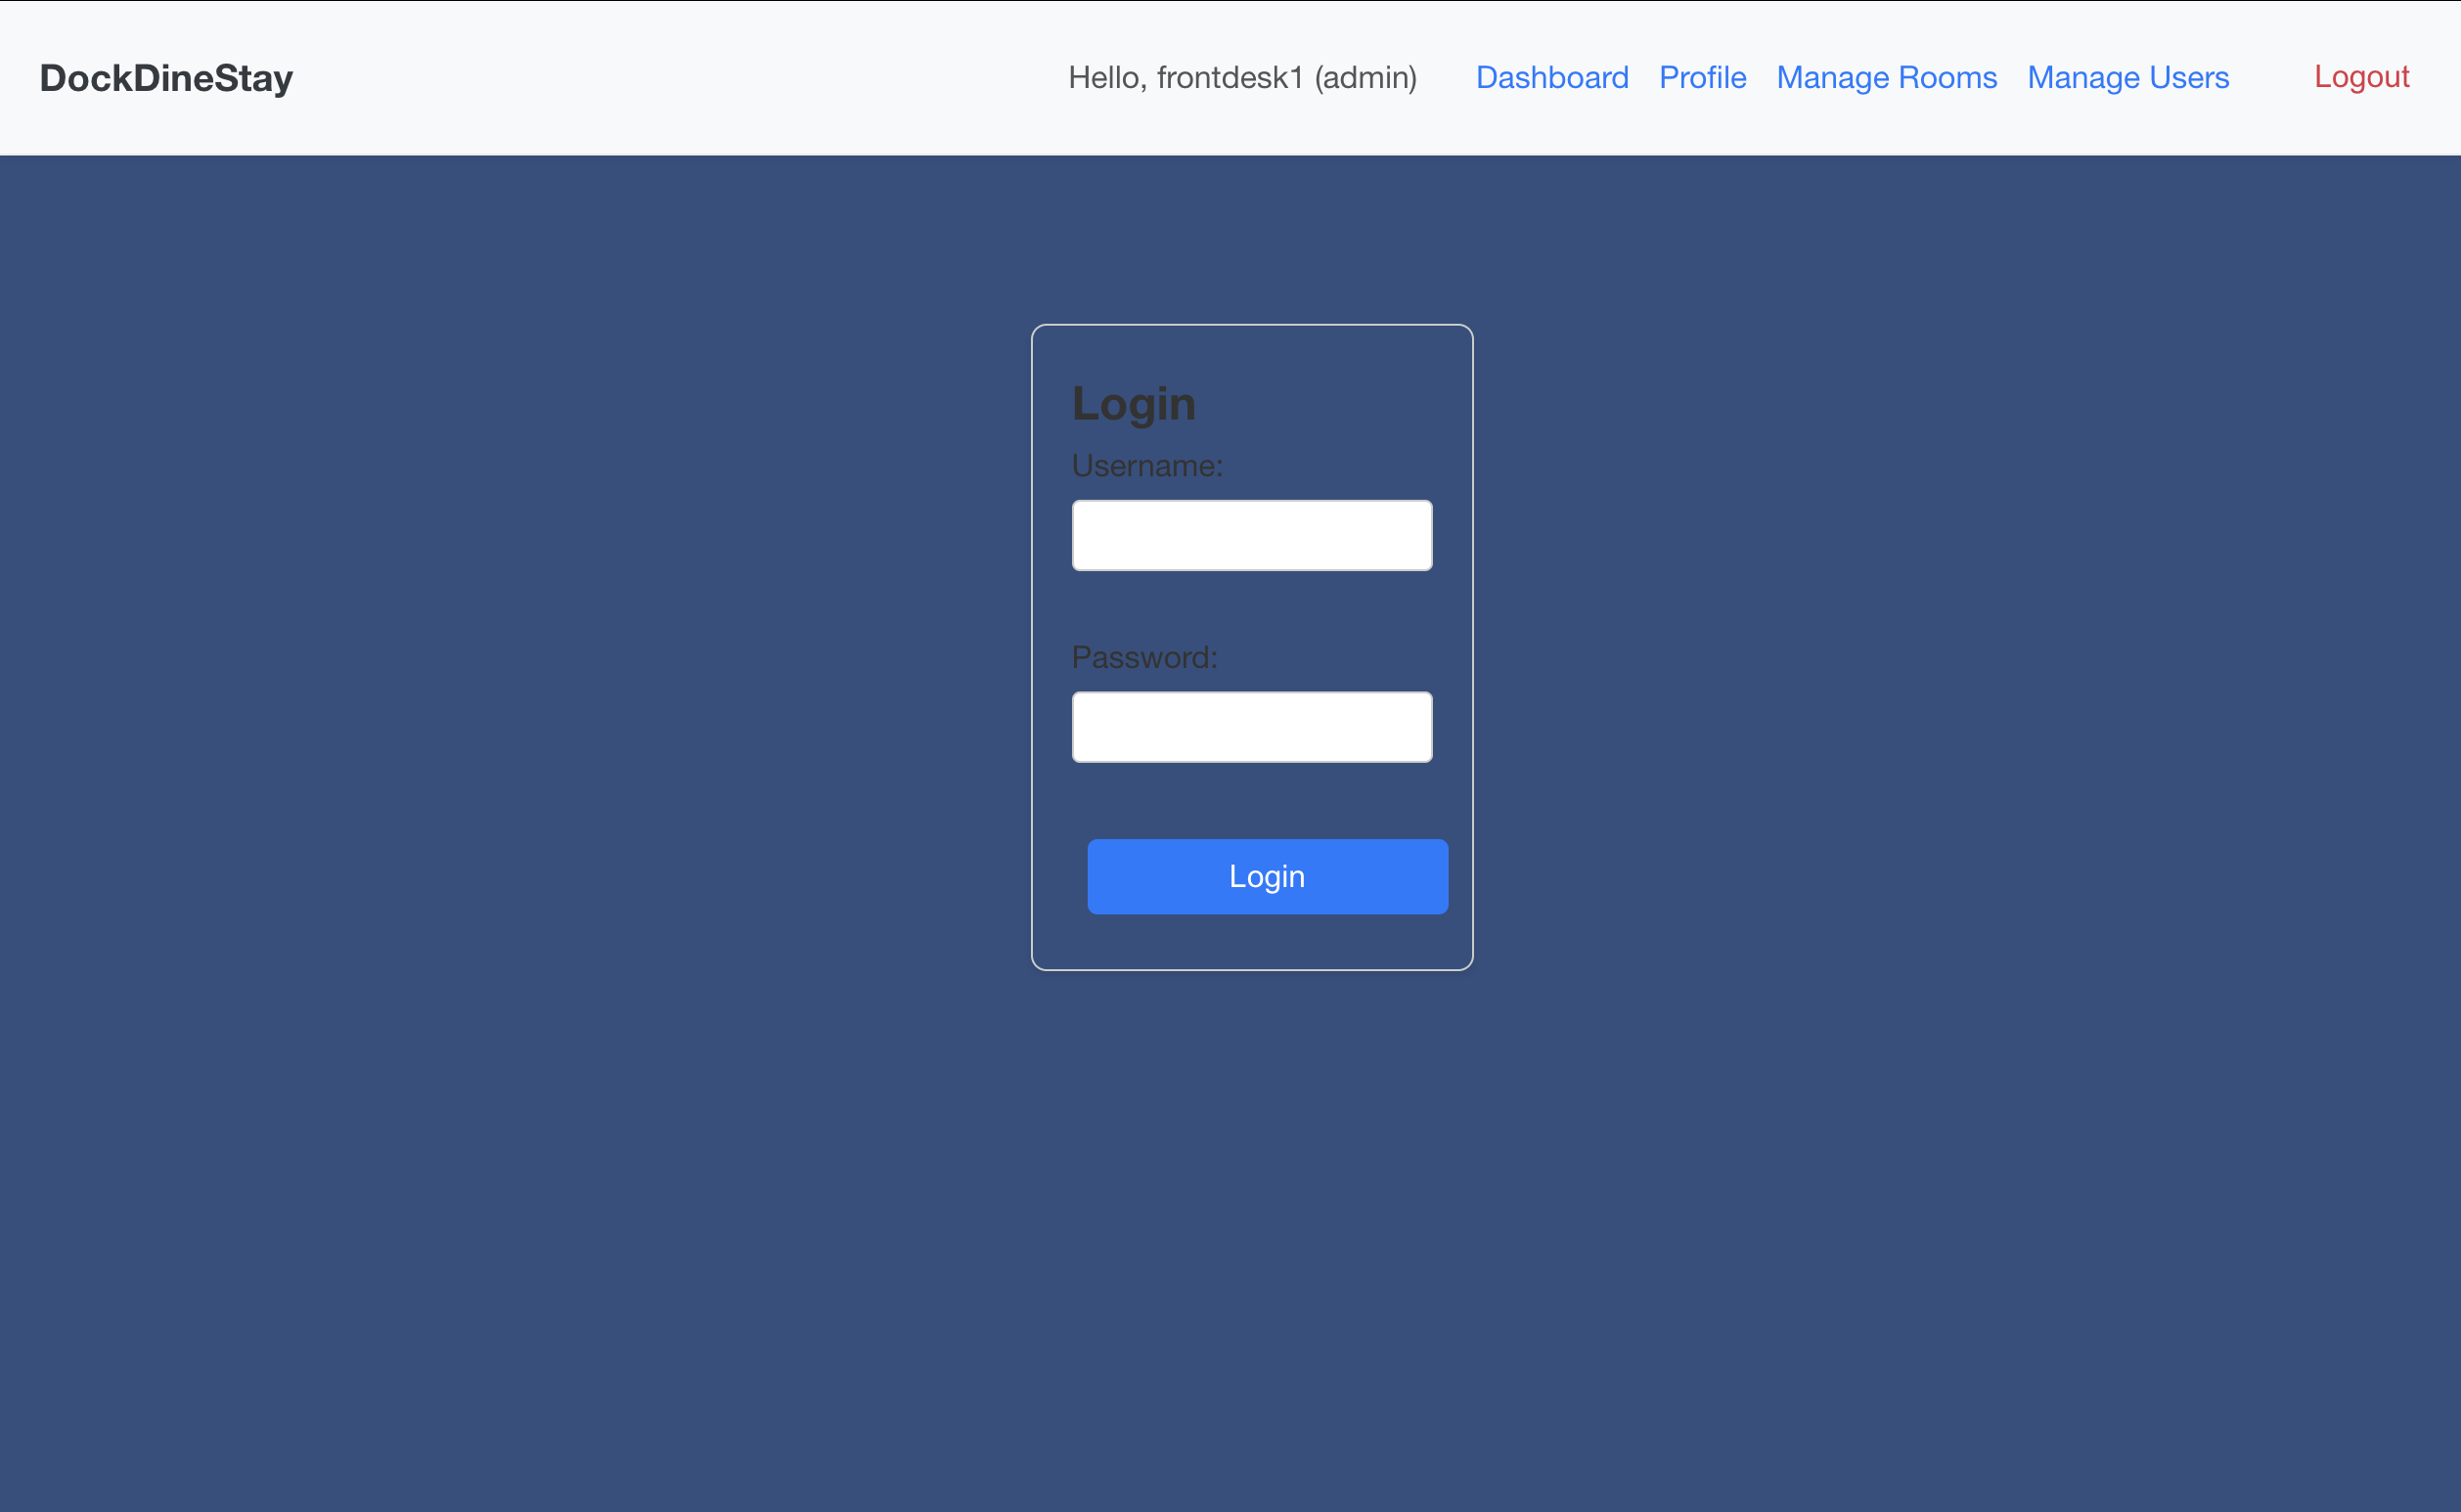 DockDineStay Hello, frontdesk1 (admin) Dashboard Profile Manage Rooms Manage Users Logout
Login
Username:
Password:
Login